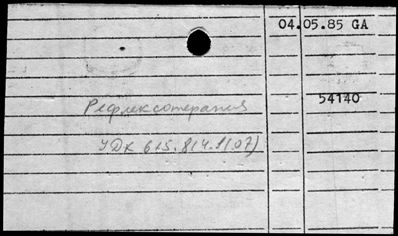 04.05.85 GA
54140
Рефлексотерапия
УДК 615.814.1(07)